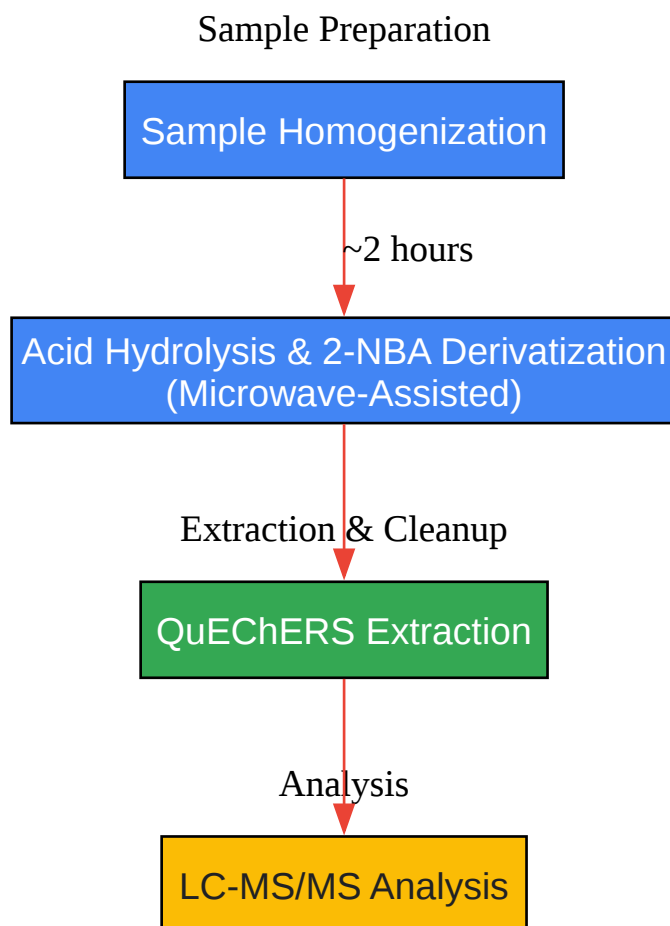 Sample Preparation
Sample Homogenization
~2 hours
Acid Hydrolysis & 2-NBA Derivatization
(Microwave-Assisted)
Extraction & Cleanup
QuEChERS Extraction
Analysis
LC-MS/MS Analysis